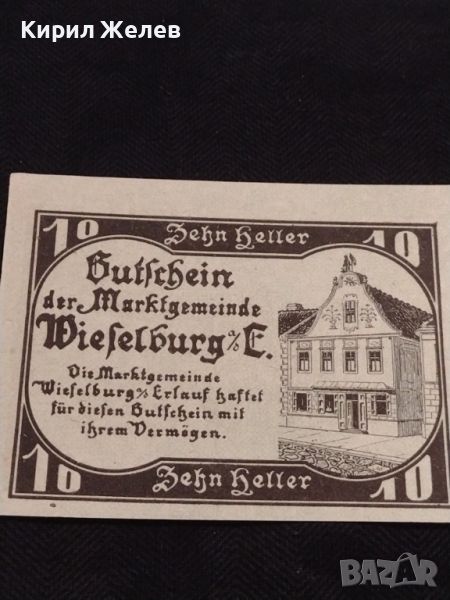 Кирил Желев
10 Zehn Heller 10
Gutschein
der Marktgemeinde
Wieselburg a/E.
Die Marktgemeinde
Wieselburg a/ Erlauf haftet
für diesen Gutschein mit
ihrem Vermögen.
10 Zehn Heller 10
BAZAR